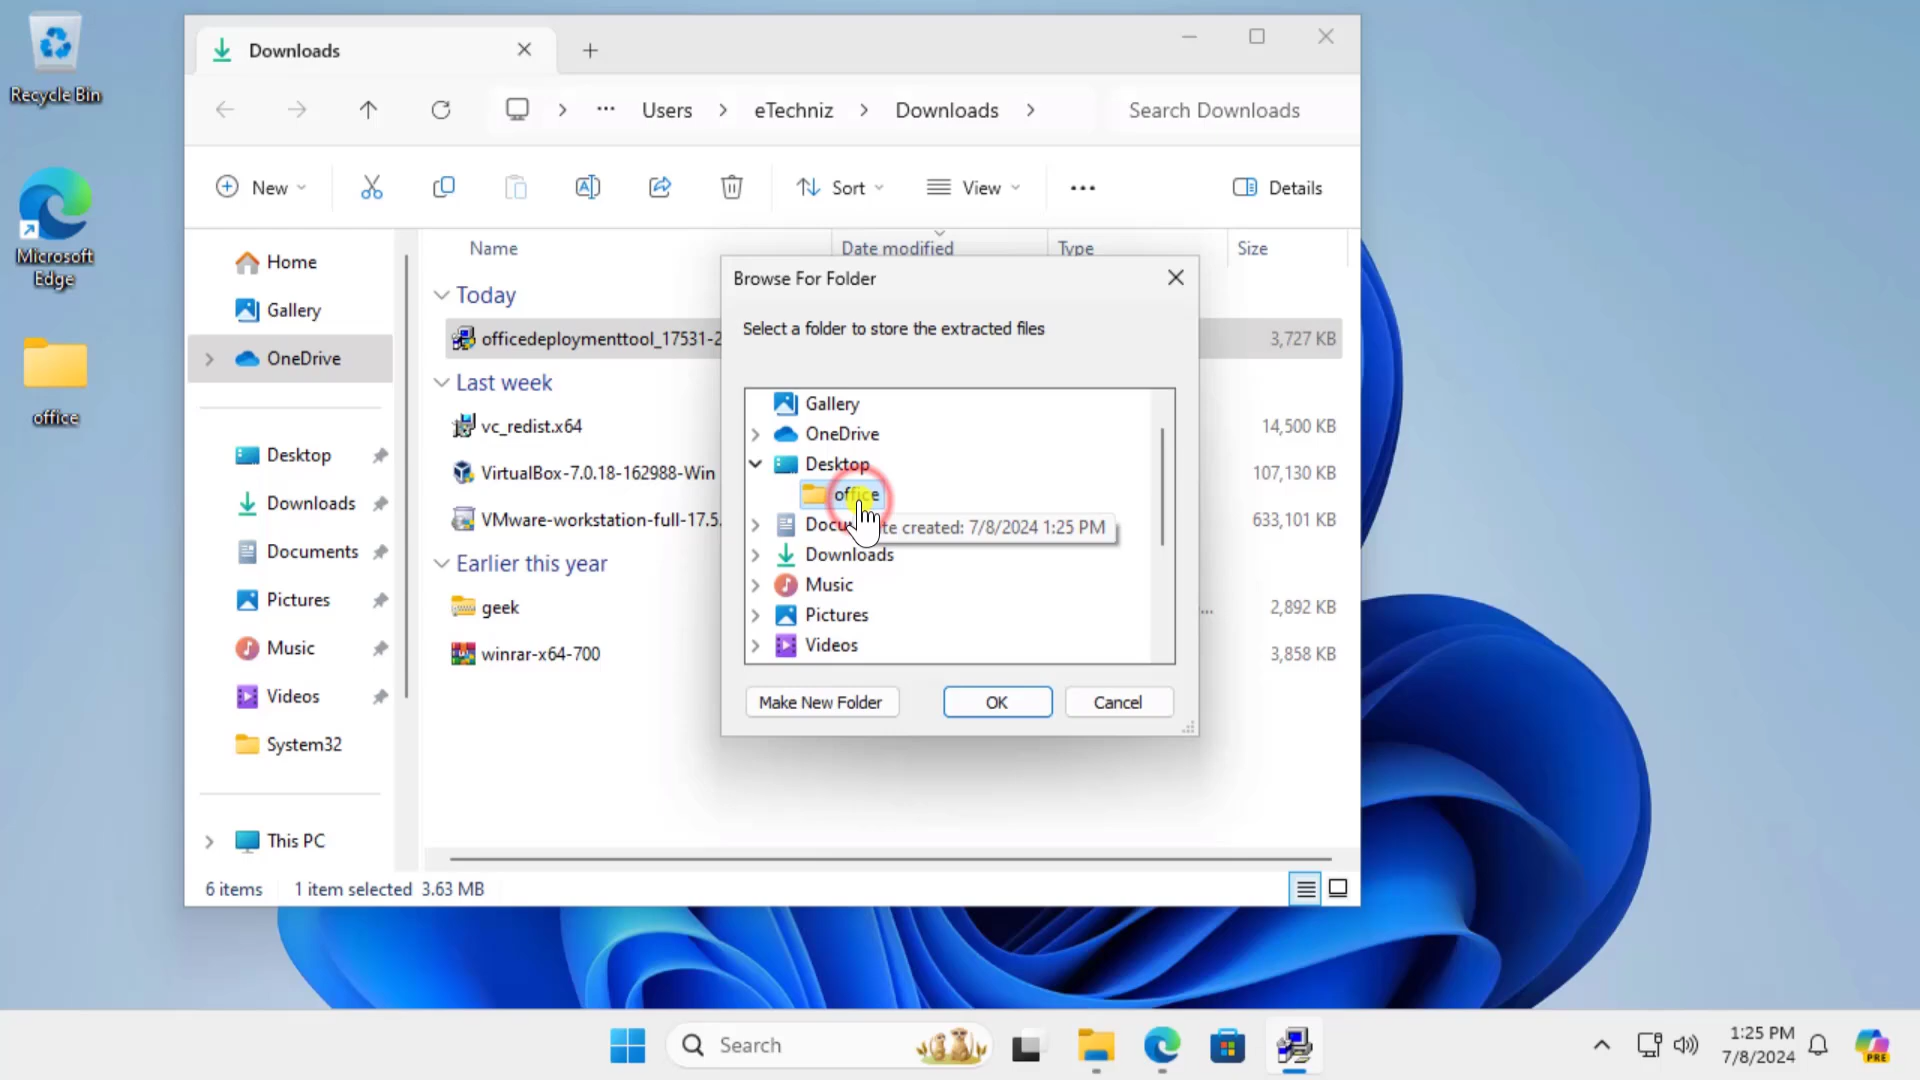 Recycle Bin
Microsoft
Edge
office
Downloads
Users
eTechniz
Downloads
Search Downloads
New
Sort
View
Details
Home
Gallery
OneDrive
Desktop
Downloads
Documents
Pictures
Music
Videos
System32
This PC
Name
Date modified
Type
Size
Today
officedeploymenttool_17531-2
3,727 KB
Last week
vc_redist.x64
14,500 KB
VirtualBox-7.0.18-162988-Win
107,130 KB
VMware-workstation-full-17.5.
633,101 KB
Earlier this year
geek
2,892 KB
winrar-x64-700
3,858 KB
6 items
1 item selected 3.63 MB
Browse For Folder
Select a folder to store the extracted files
Gallery
OneDrive
Desktop
office
created: 7/8/2024 1:25 PM
Downloads
Music
Pictures
Videos
Make New Folder
OK
Cancel
Search
1:25 PM
7/8/2024
PRE